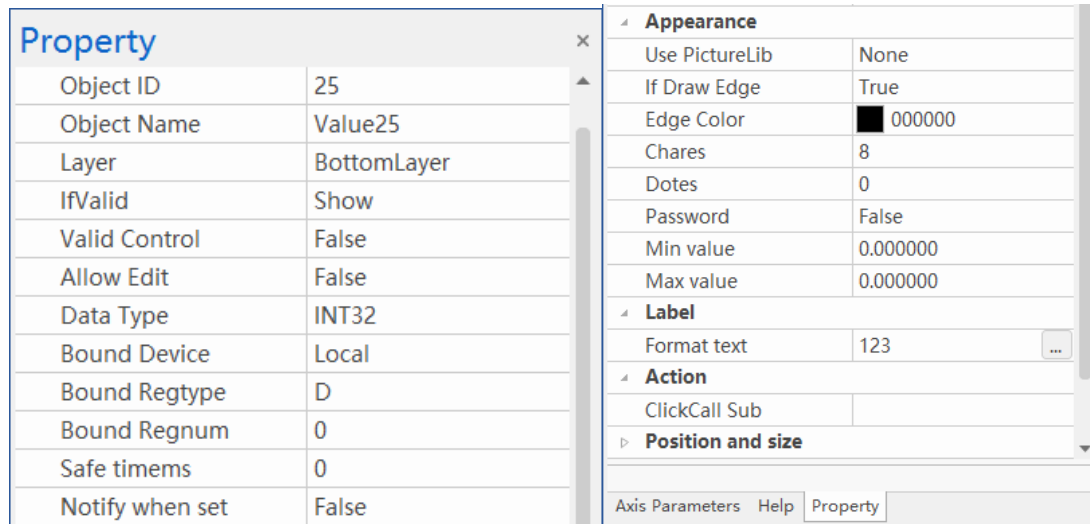 Property
Object ID 25
Object Name Value25
Layer BottomLayer
IfValid Show
Valid Control False
Allow Edit False
Data Type INT32
Bound Device Local
Bound Regtype D
Bound Regnum 0
Safe timems 0
Notify when set False
Appearance
Use PictureLib None
If Draw Edge True
Edge Color 000000
Chares 8
Dotes 0
Password False
Min value 0.000000
Max value 0.000000
Label
Format text 123 ...
Action
ClickCall Sub
Position and size
Axis Parameters Help Property